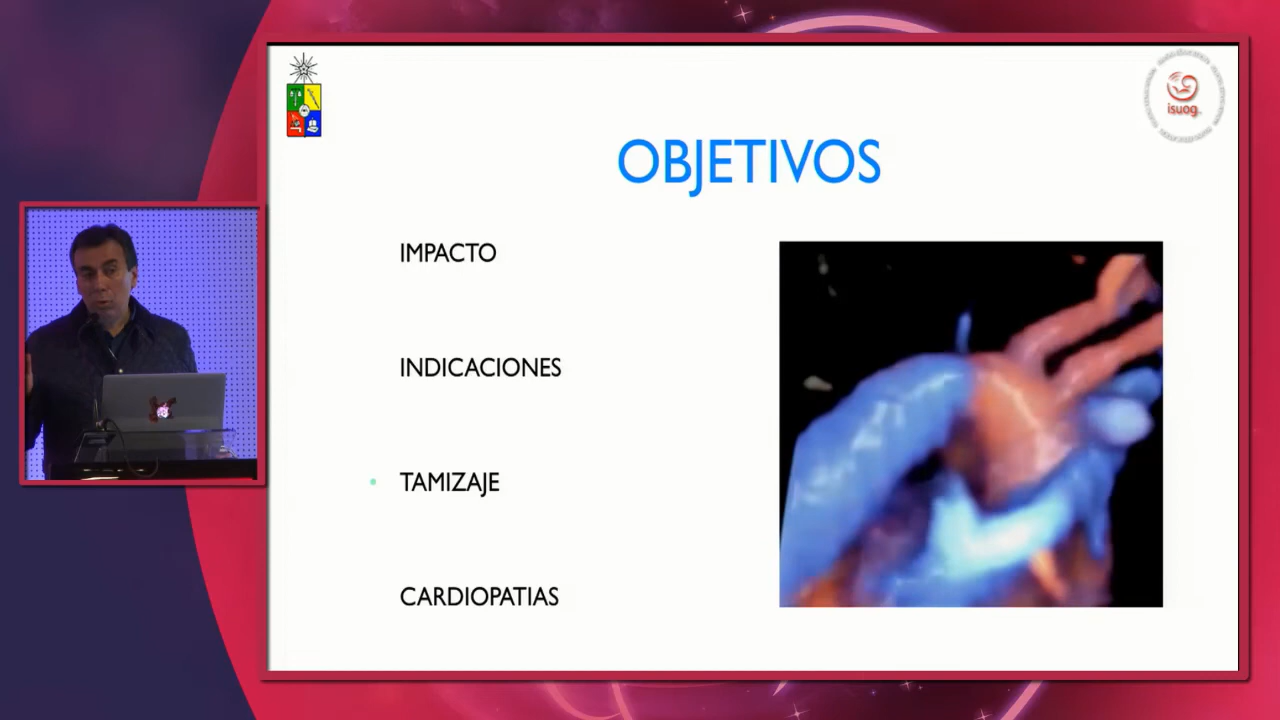 OBJETIVOS
IMPACTO
INDICACIONES
TAMIZAJE
CARDIOPATIAS
isuog